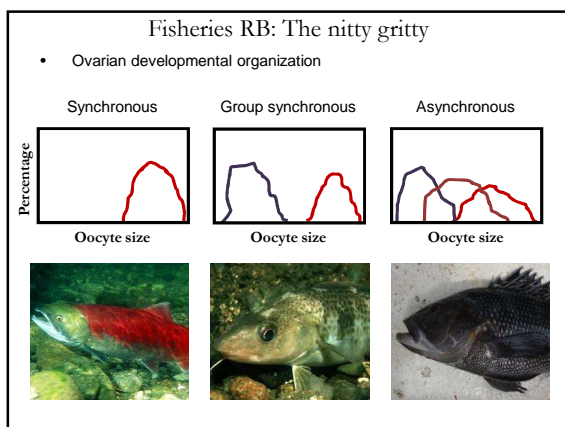 Fisheries RB: The nitty gritty
• Ovarian developmental organization
Synchronous
Group synchronous
Asynchronous
Percentage
Oocyte size
Oocyte size
Oocyte size